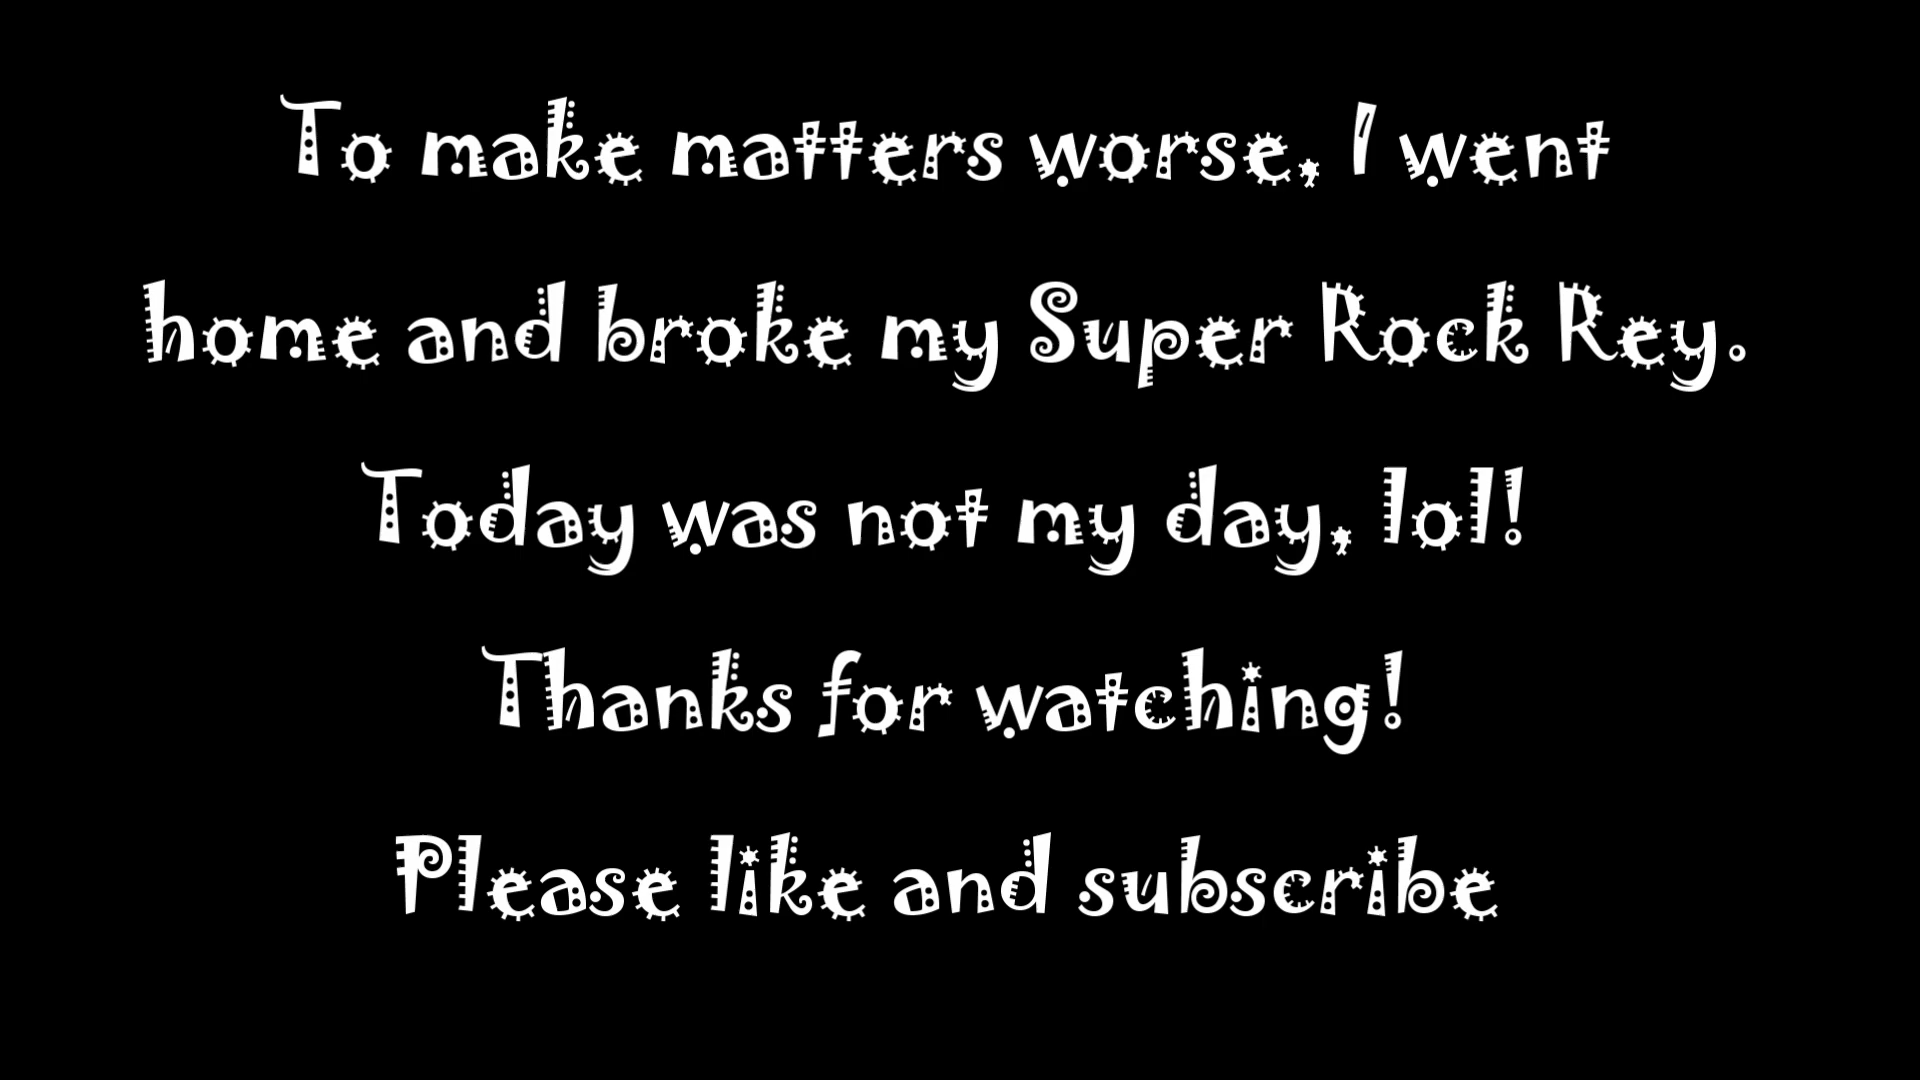 To make matters worse, I went
home and broke my Super Rock Rey.
Today was not my day, lol!
Thanks for watching!
Please like and subscribe